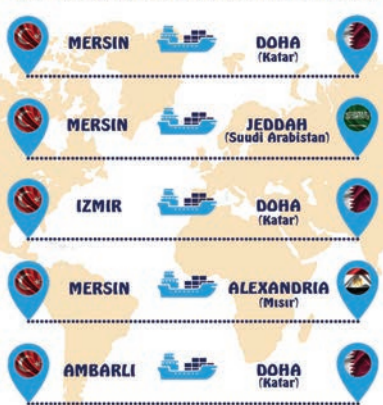 MERSIN DOHA
(Katar)
MERSIN JEDDAH
(Suudi Arabistan)
IZMIR DOHA
(Katar)
MERSIN ALEXANDRIA
(Mısır)
AMBARLI DOHA
(Katar)